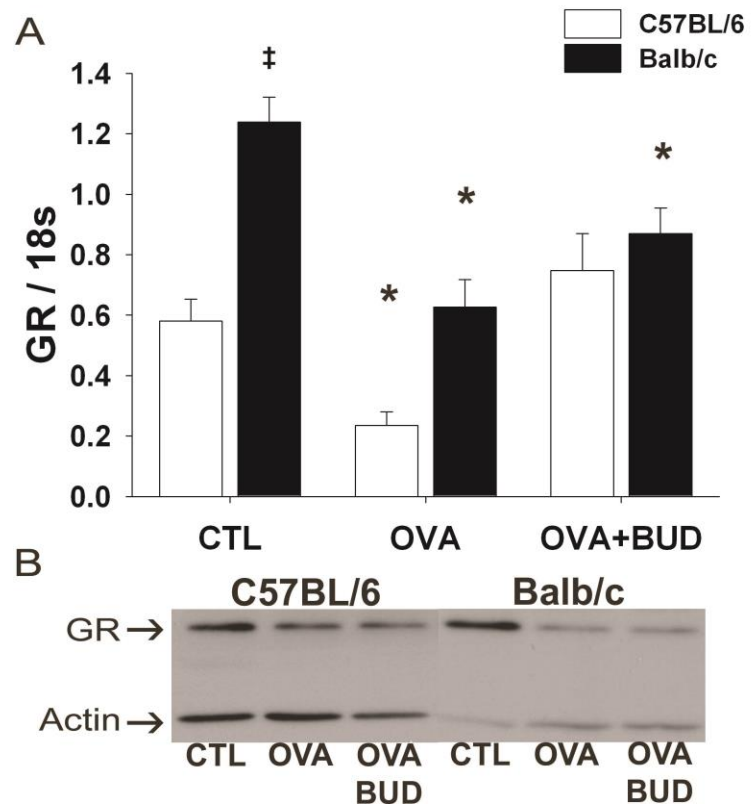 A
C57BL/6
Balb/c
‡
1.4
1.2
1.0
0.8
0.6
0.4
0.2
0.0
GR / 18s
*
*
*
CTL OVA OVA+BUD
B
C57BL/6 Balb/c
GR→
Actin→
CTL OVA OVA CTL OVA OVA
BUD BUD